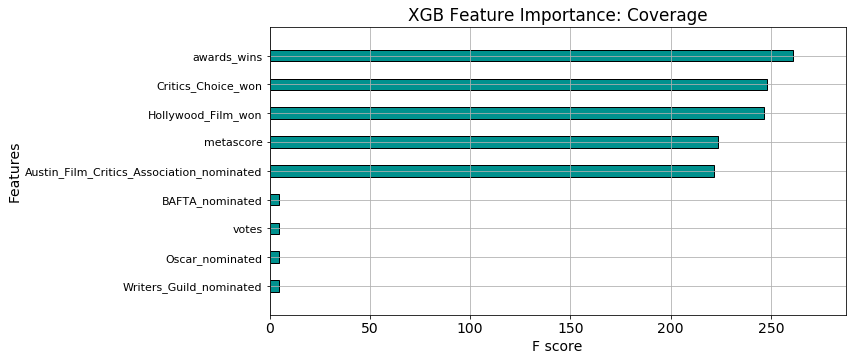 XGB Feature Importance: Coverage
Features
awards_wins
Critics_Choice_won
Hollywood_Film_won
metascore
Austin_Film_Critics_Association_nominated
BAFTA_nominated
votes
Oscar_nominated
Writers_Guild_nominated
0 50 100 150 200 250
F score